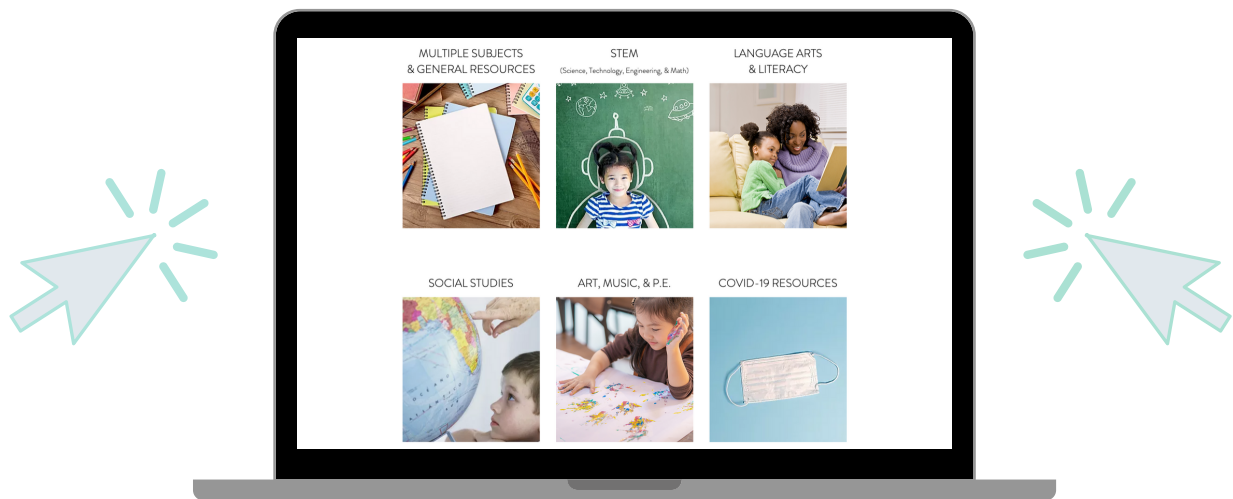 MULTIPLE SUBJECTS
& GENERAL RESOURCES
STEM
(Science, Technology, Engineering, & Math)
LANGUAGE ARTS
& LITERACY
SOCIAL STUDIES
ART, MUSIC, & P.E.
COVID-19 RESOURCES